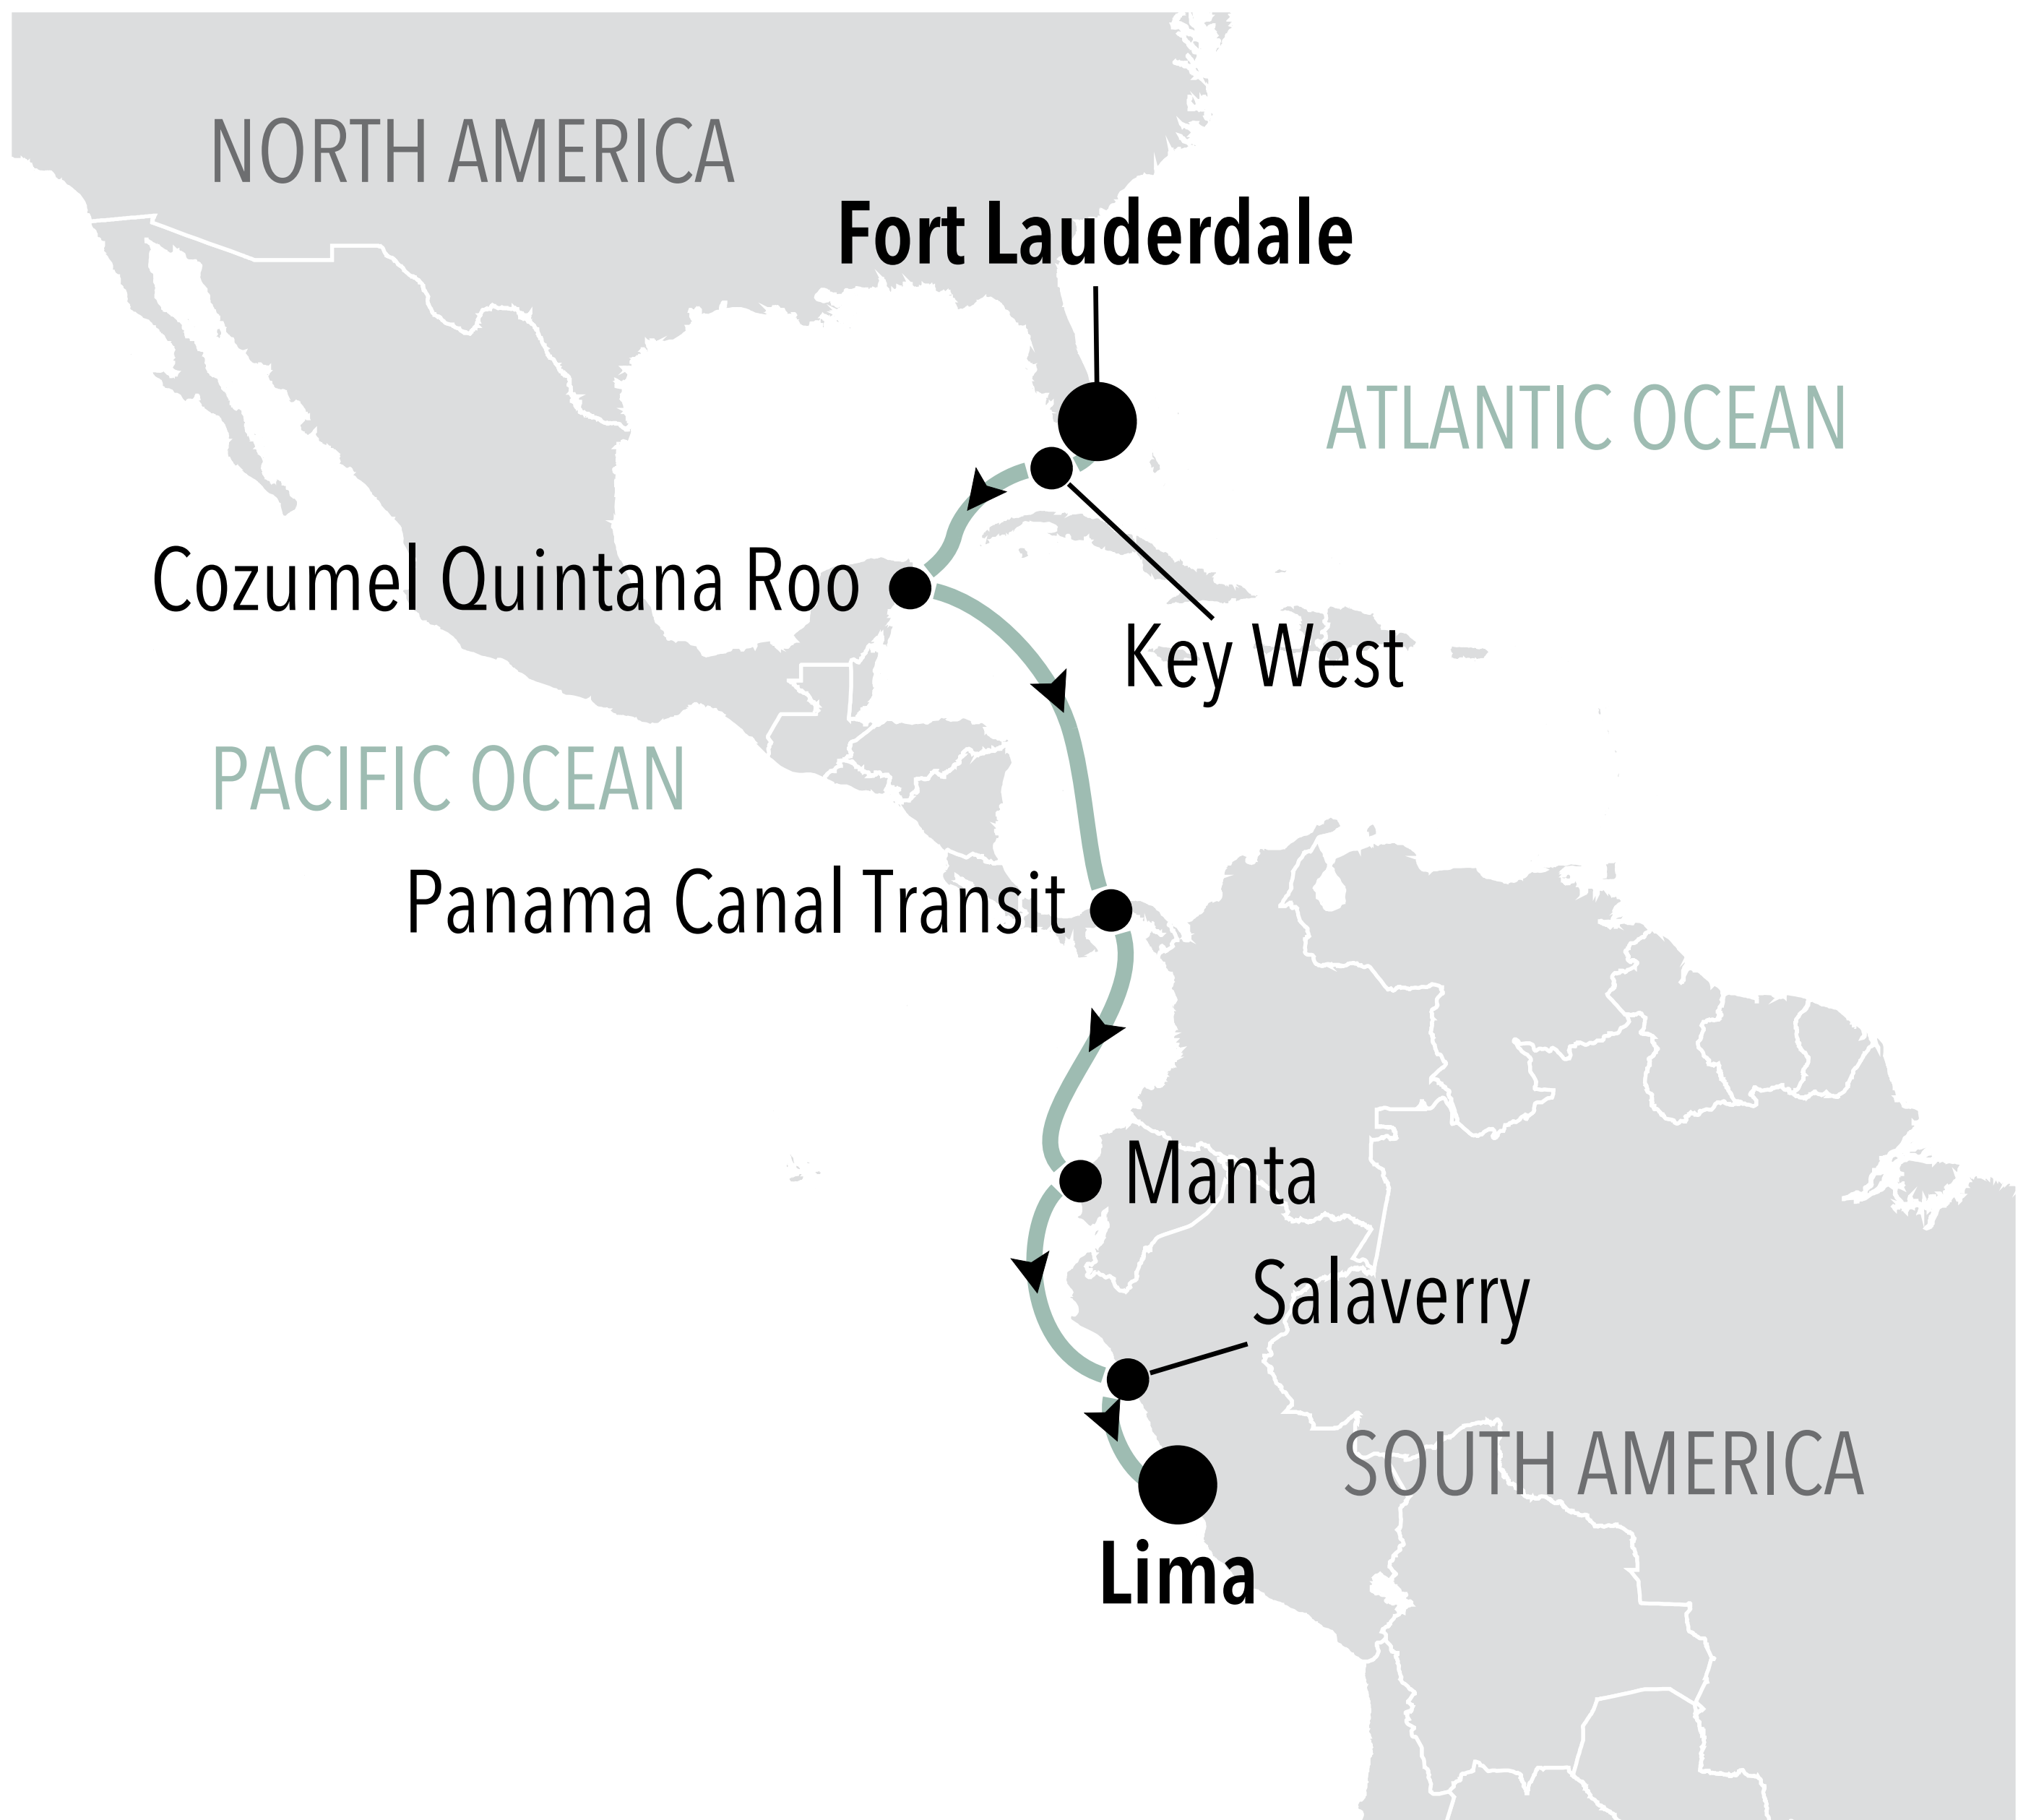 NORTH AMERICA
Fort Lauderdale
ATLANTIC OCEAN
Cozumel Quintana Roo
Key West
PACIFIC OCEAN
Panama Canal Transit
Manta
Salaverry
SOUTH AMERICA
Lima